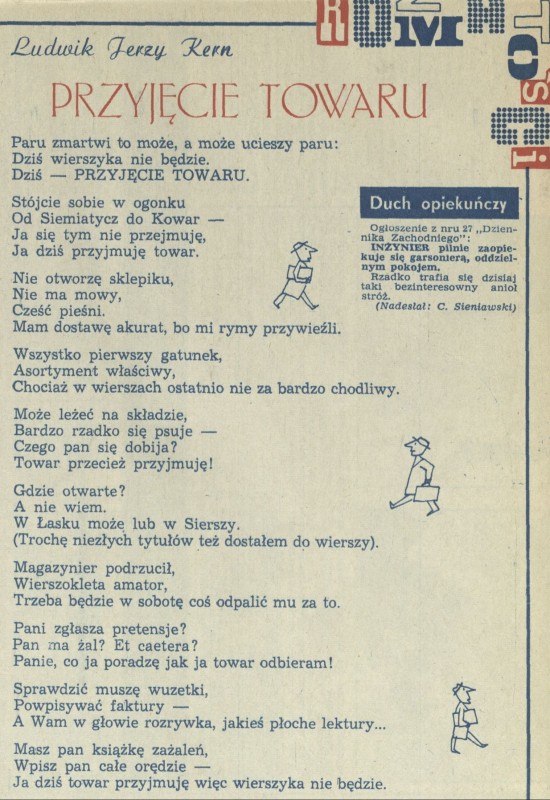 ROZMAITOŚCI
Ludwik Jerzy Kern
PRZYJĘCIE TOWARU
Paru zmartwi to może, a może ucieszy paru:
Dziś wierszyka nie będzie.
Dziś — PRZYJĘCIE TOWARU.
Stójcie sobie w ogonku
Od Siemiatycz do Kowar —
Ja się tym nie przejmuję,
Ja dziś przyjmuję towar.
Nie otworzę sklepiku,
Nie ma mowy,
Cześć pieśni.
Mam dostawę akurat, bo mi rymy przywieźli.
Wszystko pierwszy gatunek,
Asortyment właściwy,
Chociaż w wierszach ostatnio nie za bardzo chodliwy.
Może leżeć na składzie,
Bardzo rzadko się psuje —
Czego pan się dobija?
Towar przecież przyjmuję!
Gdzie otwarte?
A nie wiem.
W Łasku może lub w Sierszy.
(Trochę niezłych tytułów też dostałem do wierszy).
Magazynier podrzucił,
Wierszokleta amator,
Trzeba będzie w sobotę coś odpalić mu za to.
Pani zgłasza pretensje?
Pan ma żal? Et caetera?
Panie, co ja poradzę jak ja towar odbieram!
Sprawdzić muszę wuzetki,
Powpisywać faktury —
A Wam w głowie rozrywka, jakieś płoche lektury...
Masz pan książkę zażaleń,
Wpisz pan całe orędzie —
Ja dziś towar przyjmuję więc wierszyka nie będzie.
Duch opiekuńczy
Ogłoszenie z nru 27 „Dzien-
nika Zachodniego":
INŻYNIER pilnie zaopie-
kuje się garsonierą, oddziel-
nym pokojem.
Rzadko trafia się dzisiaj
taki bezinteresowny anioł
stróż.
(Nadesłał: C. Sieniawski)